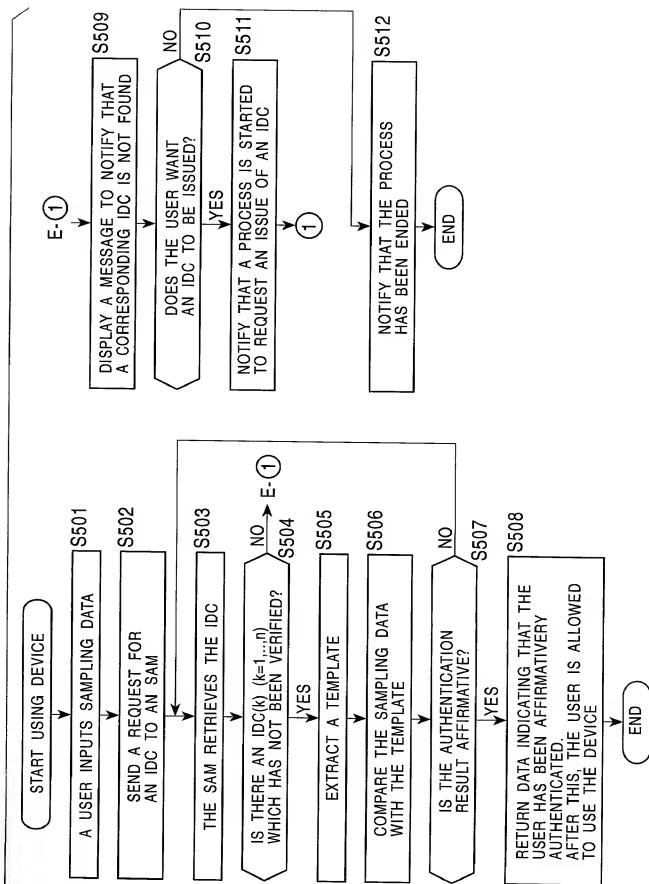 START USING DEVICE
S501
A USER INPUTS SAMPLING DATA
S502
SEND A REQUEST FOR
AN IDC TO AN SAM
S503
THE SAM RETRIEVES THE IDC
S504
IS THERE AN IDC(k) (k=1,...n)
WHICH HAS NOT BEEN VERIFIED?
NO
E-1
YES
S505
EXTRACT A TEMPLATE
S506
COMPARE THE SAMPLING DATA
WITH THE TEMPLATE
S507
IS THE AUTHENTICATION
RESULT AFFIRMATIVE?
NO
YES
S508
RETURN DATA INDICATING THAT THE
USER HAS BEEN AFFIRMATIVERY
AUTHENTICATED.
AFTER THIS, THE USER IS ALLOWED
TO USE THE DEVICE
END
E-1
S509
DISPLAY A MESSAGE TO NOTIFY THAT
A CORRESPONDING IDC IS NOT FOUND
S510
DOES THE USER WANT
AN IDC TO BE ISSUED?
NO
YES
S511
NOTIFY THAT A PROCESS IS STARTED
TO REQUEST AN ISSUE OF AN IDC
1
S512
NOTIFY THAT THE PROCESS
HAS BEEN ENDED
END